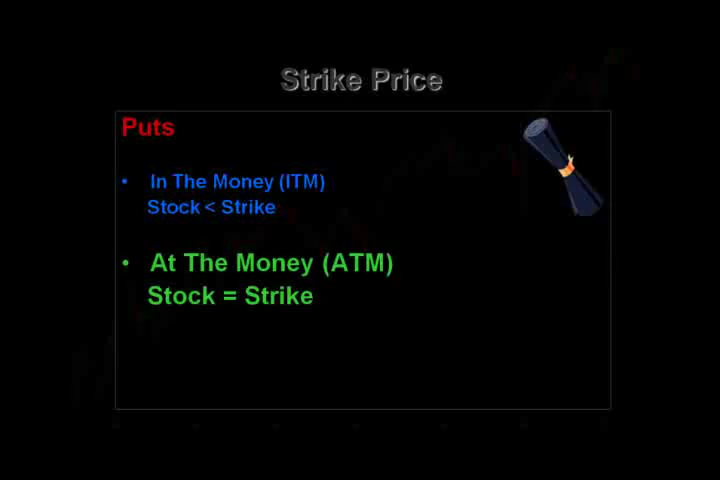 Strike Price
Puts
• In The Money (ITM)
Stock < Strike
• At The Money (ATM)
Stock = Strike